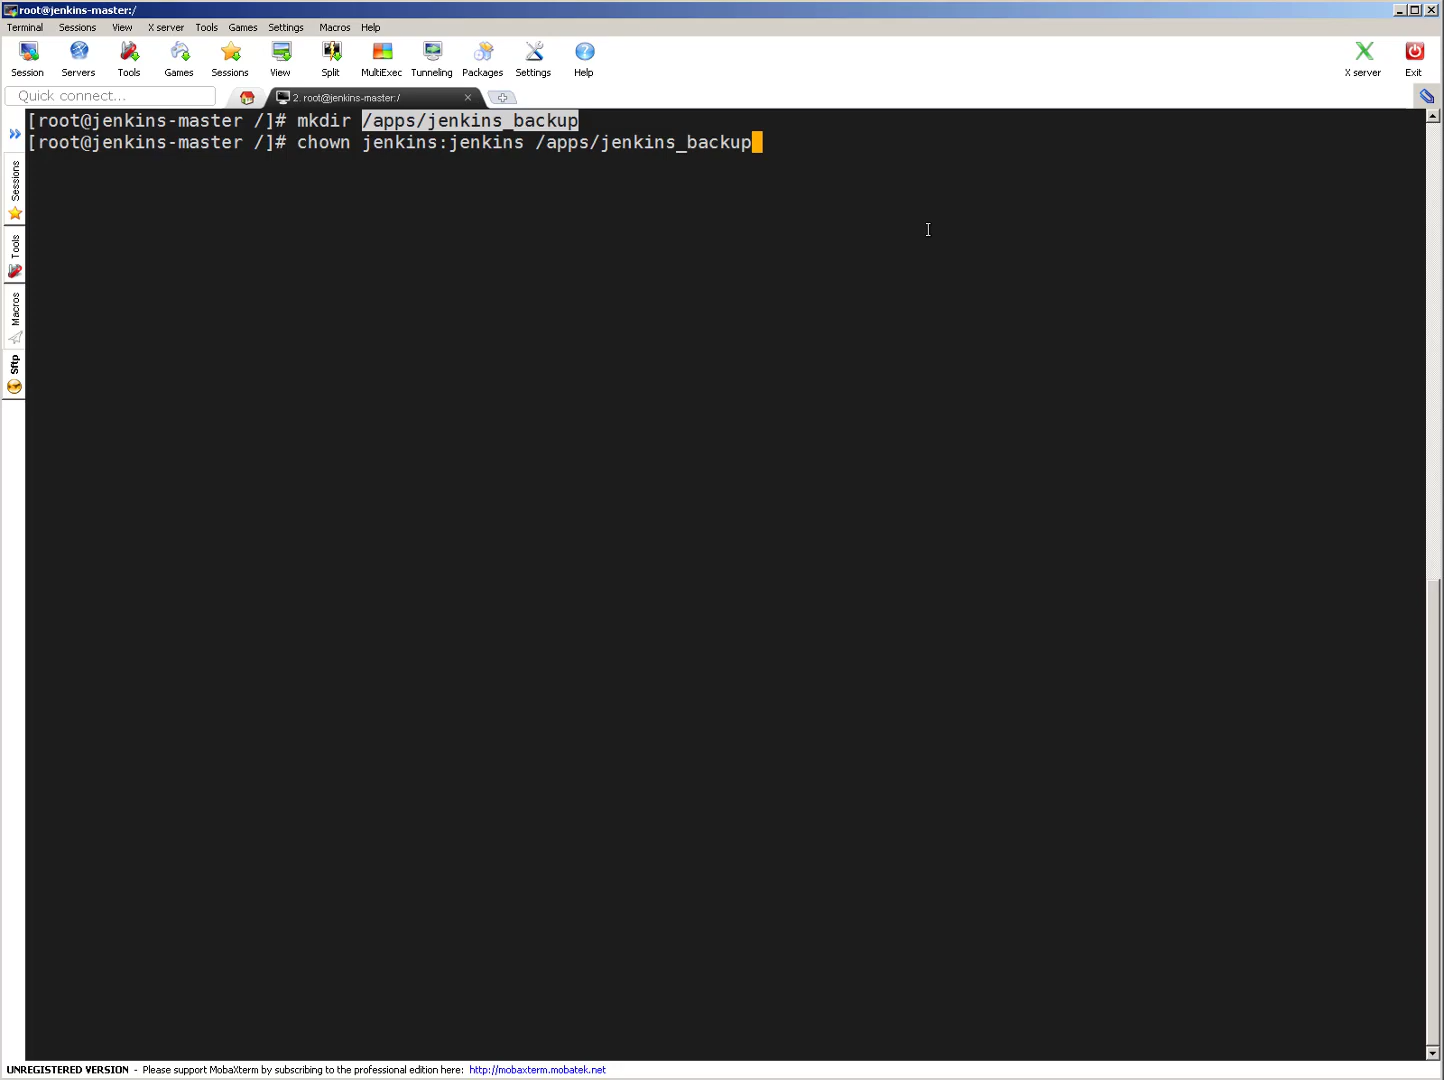 root@jenkins-master:/
Terminal Sessions View X server Tools Games Settings Macros Help
Session Servers Tools Games Sessions View Split MultiExec Tunneling Packages Settings Help X server Exit
Quick connect...
2. root@jenkins-master:/
[root@jenkins-master /]# mkdir /apps/jenkins_backup
[root@jenkins-master /]# chown jenkins:jenkins /apps/jenkins_backup
Sessions
Tools
Macros
Sftp
UNREGISTERED VERSION - Please support MobaXterm by subscribing to the professional edition here: http://mobaxterm.mobatek.net